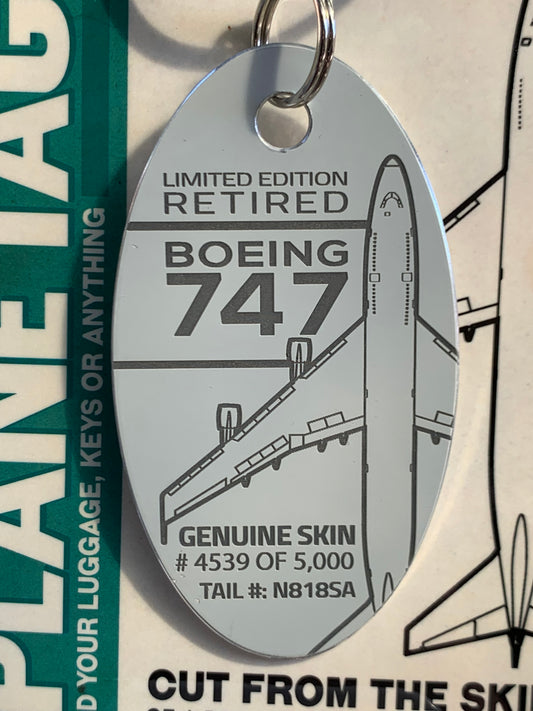 PLANE TAG
D YOUR LUGGAGE, KEYS OR ANYTHING
LIMITED EDITION
RETIRED
BOEING
747
GENUINE SKIN
# 4539 OF 5,000
TAIL #: N818SA
CUT FROM THE SKI